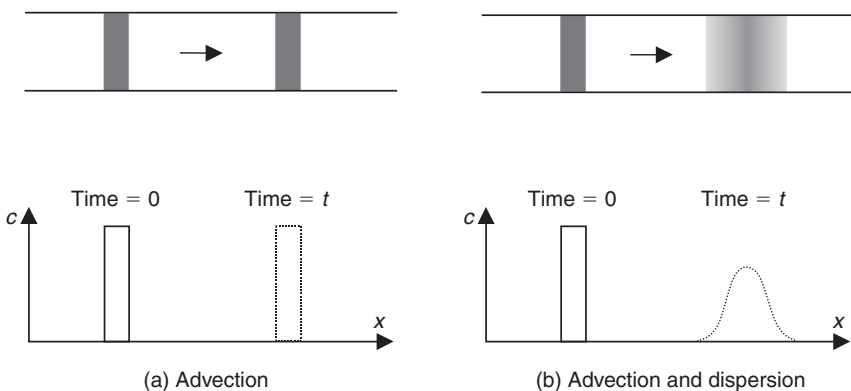 Time = 0
Time = t
c
x
(a) Advection
Time = 0
Time = t
c
x
(b) Advection and dispersion